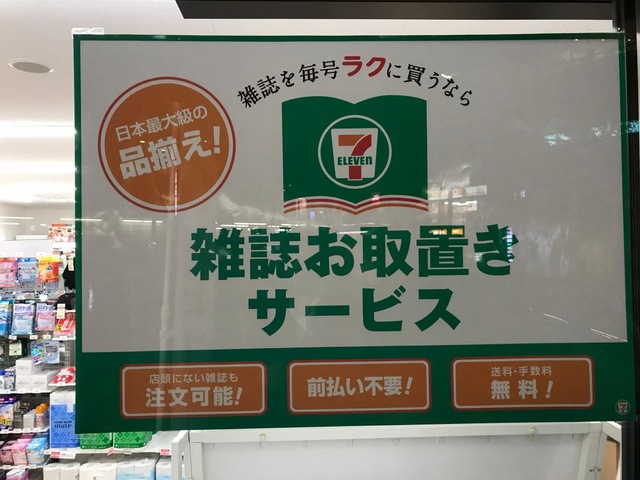 雑誌を毎号ラクに買うなら
日本最大級の
品揃え!
7
ELEVEN
雑誌お取置き
サービス
店頭にない雑誌も
注文可能!
前払い不要!
送料・手数料
無料!